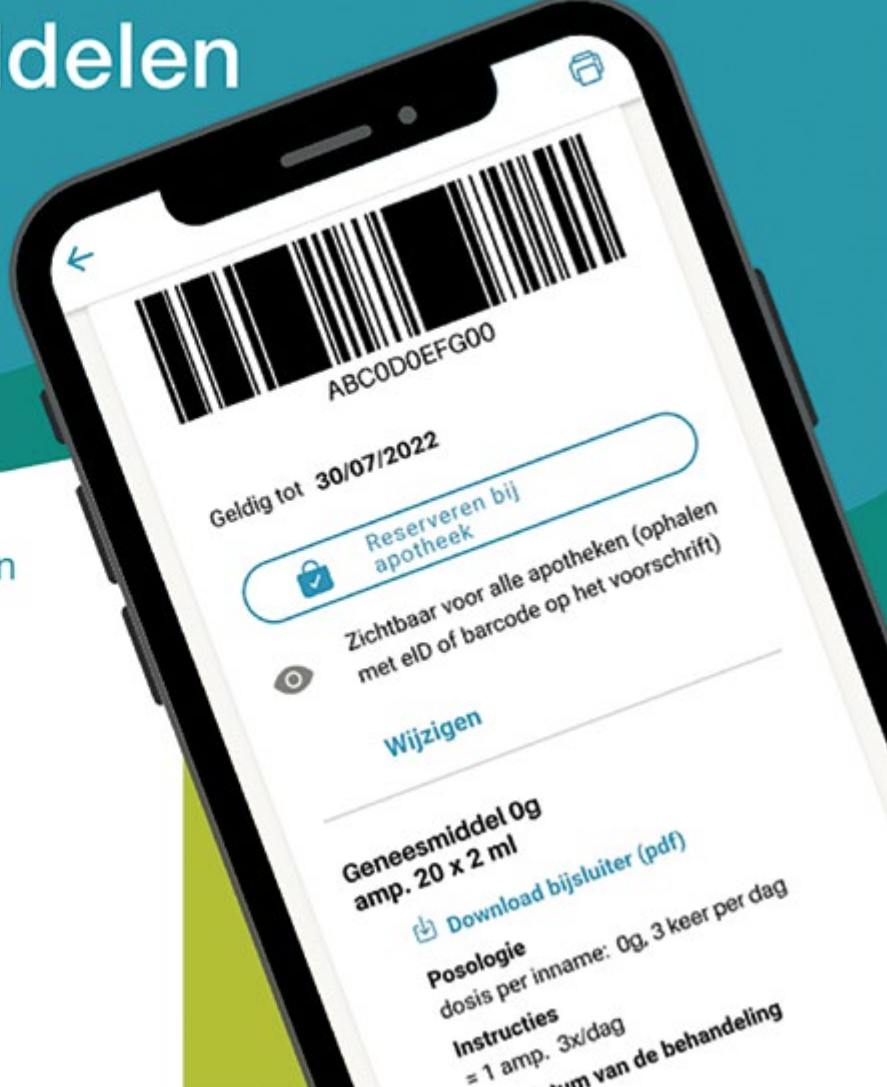 ddelen
ABC0D0EFG00
Geldig tot 30/07/2022
Reserveren bij
apotheek
n
Zichtbaar voor alle apotheken (ophalen
met eID of barcode op het voorschrift)
Wijzigen
Geneesmiddel 0g
amp. 20 x 2 ml
Download bijsluiter (pdf)
Posologie
dosis per inname: 0g, 3 keer per dag
Instructies
= 1 amp. 3x/dag
van de behandeling